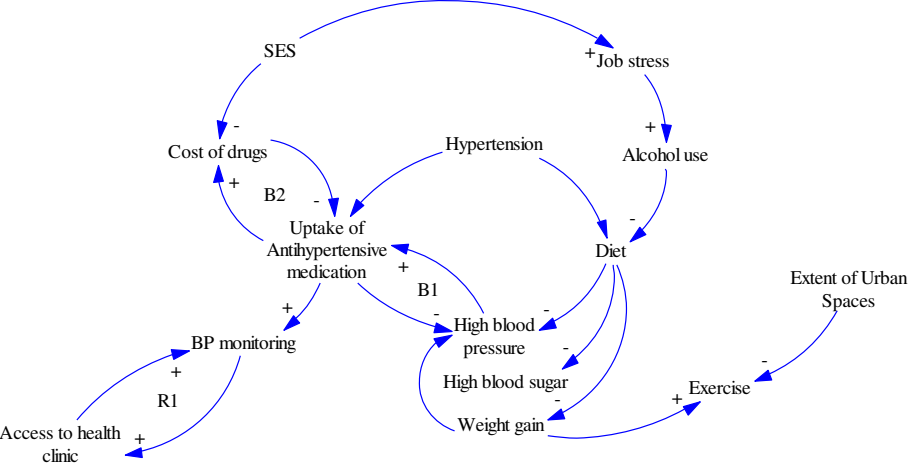 SES
+
Job stress
-
+
Cost of drugs
Hypertension
Alcohol use
+
B2
-
-
Uptake of
Antihypertensive
medication
Diet
+
B1
Extent of Urban
Spaces
+
-
-
High blood
pressure
BP monitoring
-
-
+
High blood sugar
Exercise
R1
-
+
Weight gain
Access to health
clinic
+